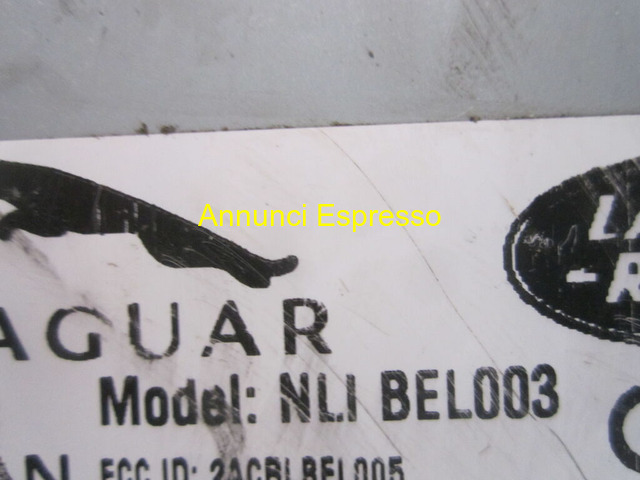 Annunci Espresso
AGUAR
Model: NLI BEL003
FCC ID: 2ACBLBEL005